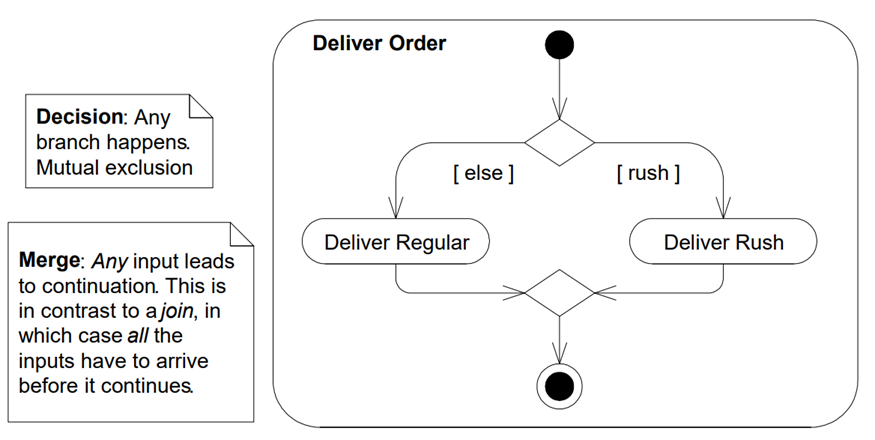 Deliver Order
Decision: Any
branch happens.
Mutual exclusion
[ else ]
[ rush ]
Deliver Regular
Deliver Rush
Merge: Any input leads
to continuation. This is
in contrast to a join, in
which case all the
inputs have to arrive
before it continues.